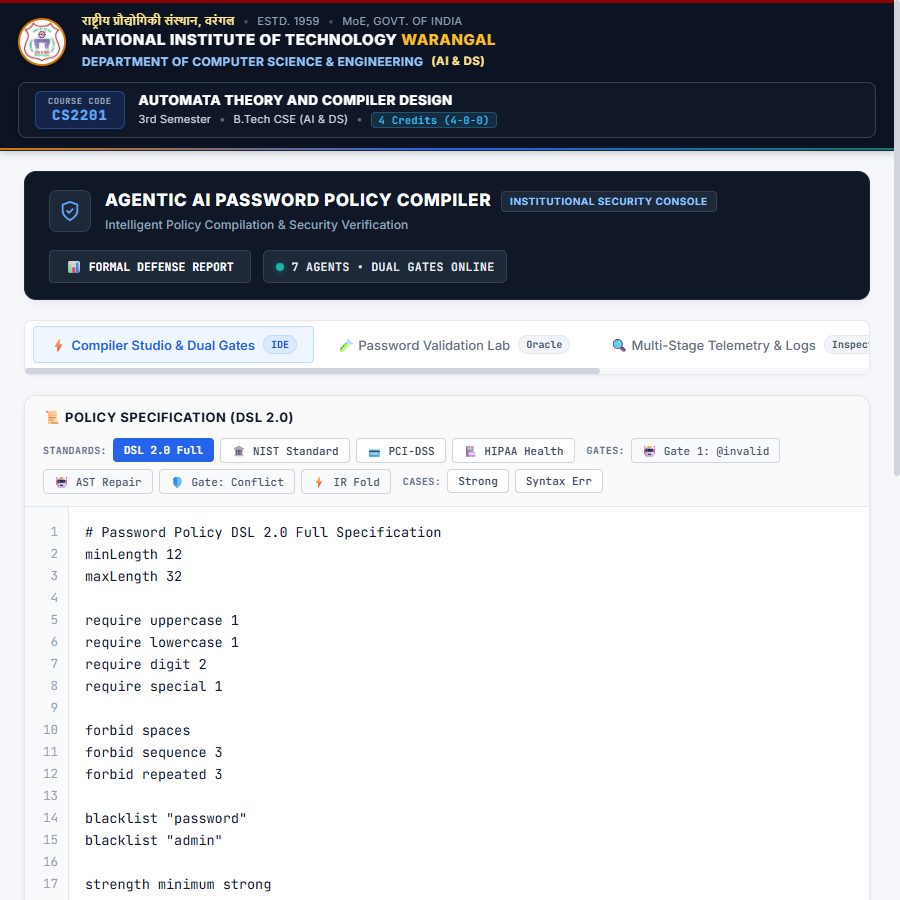 राष्ट्रीय प्रौद्योगिकी संस्थान, वरंगल • ESTD. 1959 • MoE, GOVT. OF INDIA
NATIONAL INSTITUTE OF TECHNOLOGY WARANGAL
DEPARTMENT OF COMPUTER SCIENCE & ENGINEERING (AI & DS)
COURSE CODE
CS2201
AUTOMATA THEORY AND COMPILER DESIGN
3rd Semester • B.Tech CSE (AI & DS) • 4 Credits (4-0-0)
AGENTIC AI PASSWORD POLICY COMPILER INSTITUTIONAL SECURITY CONSOLE
Intelligent Policy Compilation & Security Verification
FORMAL DEFENSE REPORT 7 AGENTS • DUAL GATES ONLINE
Compiler Studio & Dual Gates IDE Password Validation Lab Oracle Multi-Stage Telemetry & Logs Inspec
POLICY SPECIFICATION (DSL 2.0)
STANDARDS: DSL 2.0 Full NIST Standard PCI-DSS HIPAA Health GATES: Gate 1: @invalid
AST Repair Gate: Conflict IR Fold CASES: Strong Syntax Err
1 # Password Policy DSL 2.0 Full Specification
2 minLength 12
3 maxLength 32
4
5 require uppercase 1
6 require lowercase 1
7 require digit 2
8 require special 1
9
10 forbid spaces
11 forbid sequence 3
12 forbid repeated 3
13
14 blacklist "password"
15 blacklist "admin"
16
17 strength minimum strong